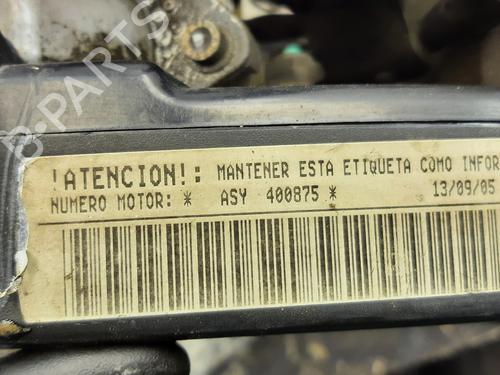 B-PARTS
!ATENCION!: MANTENER ESTA ETIQUETA COMO INFOR
NUMERO MOTOR: * ASY 400875 * 13/09/05